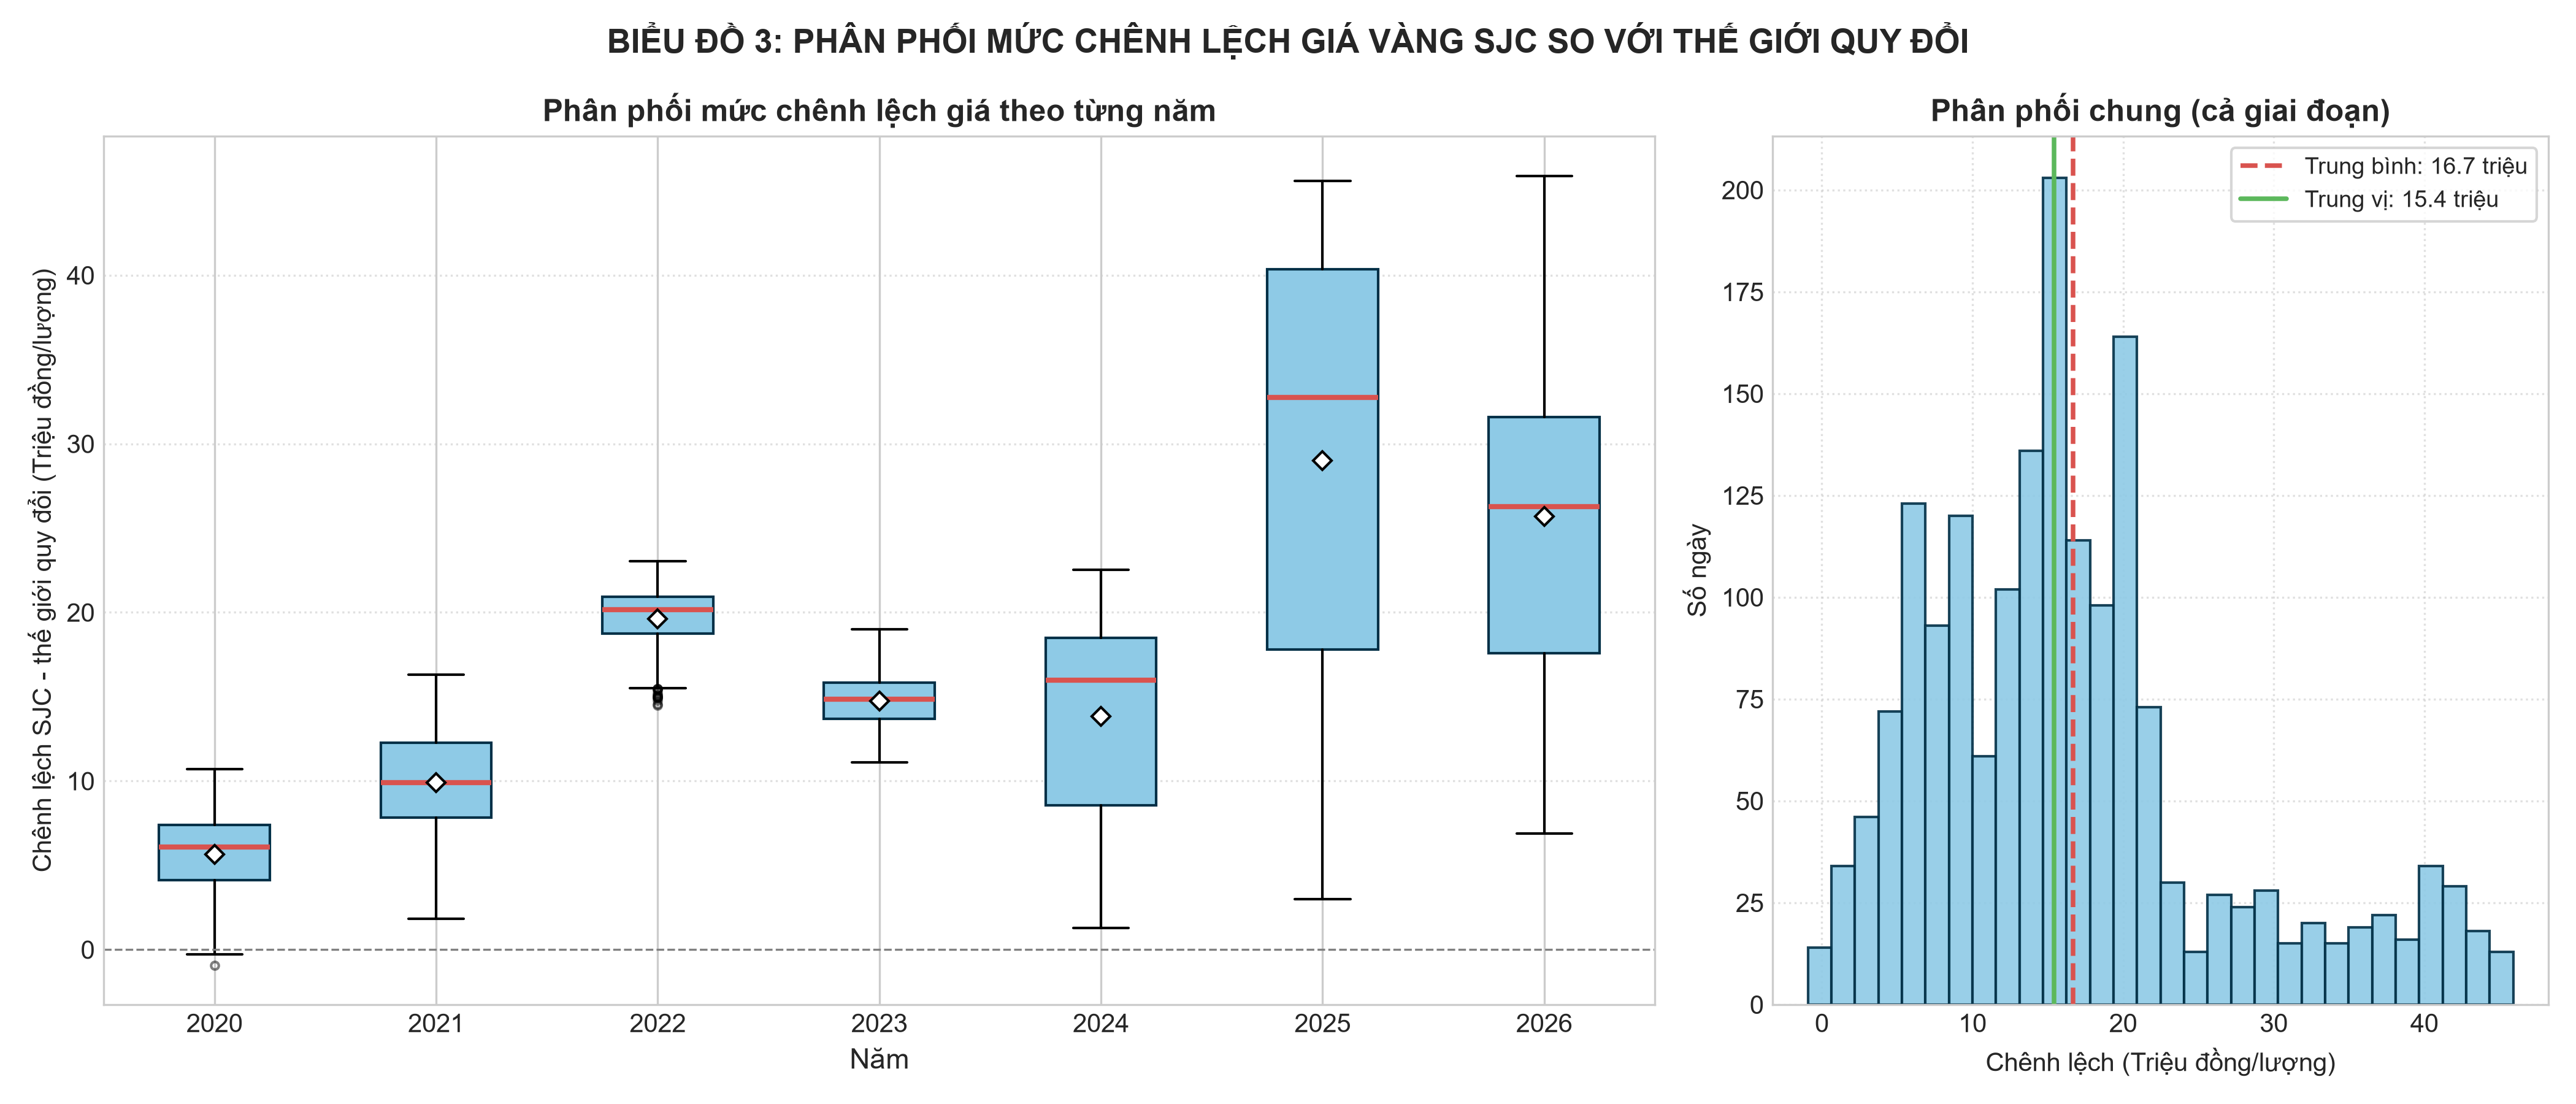 BIỂU ĐỒ 3: PHÂN PHỐI MỨC CHÊNH LỆCH GIÁ VÀNG SJC SO VỚI THẾ GIỚI QUY ĐỔI
Phân phối mức chênh lệch giá theo từng năm
Chênh lệch SJC - thế giới quy đổi (Triệu đồng/lượng)
40
30
20
10
0
2020 2021 2022 2023 2024 2025 2026
Năm
Phân phối chung (cả giai đoạn)
Trung bình: 16.7 triệu
Trung vị: 15.4 triệu
Số ngày
200
175
150
125
100
75
50
25
0
0 10 20 30 40
Chênh lệch (Triệu đồng/lượng)